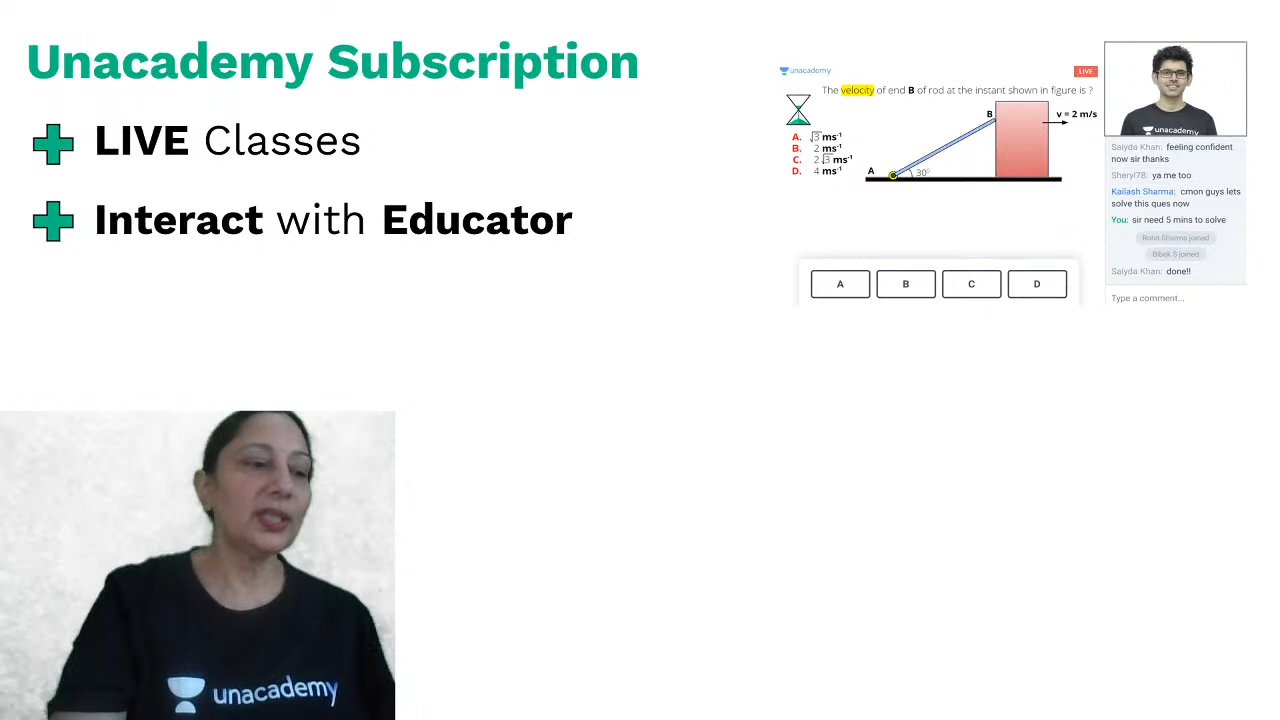 Unacademy Subscription
LIVE Classes
Interact with Educator
unacademy
LIVE
The velocity of end B of rod at the instant shown in figure is ?
A. √3 ms⁻¹
B. 2 ms⁻¹
C. 2√3 ms⁻¹
D. 4 ms⁻¹
B
v = 2 m/s
A
30⁰
A B C D
unacademy
Saiyda Khan: feeling confident
now sir thanks
Sheryl78: ya me too
Kailash Sharma: cmon guys lets
solve this ques now
You: sir need 5 mins to solve
Rohit Sharma joined
Bibek S joined
Saiyda Khan: done!!
Type a comment...
unacademy